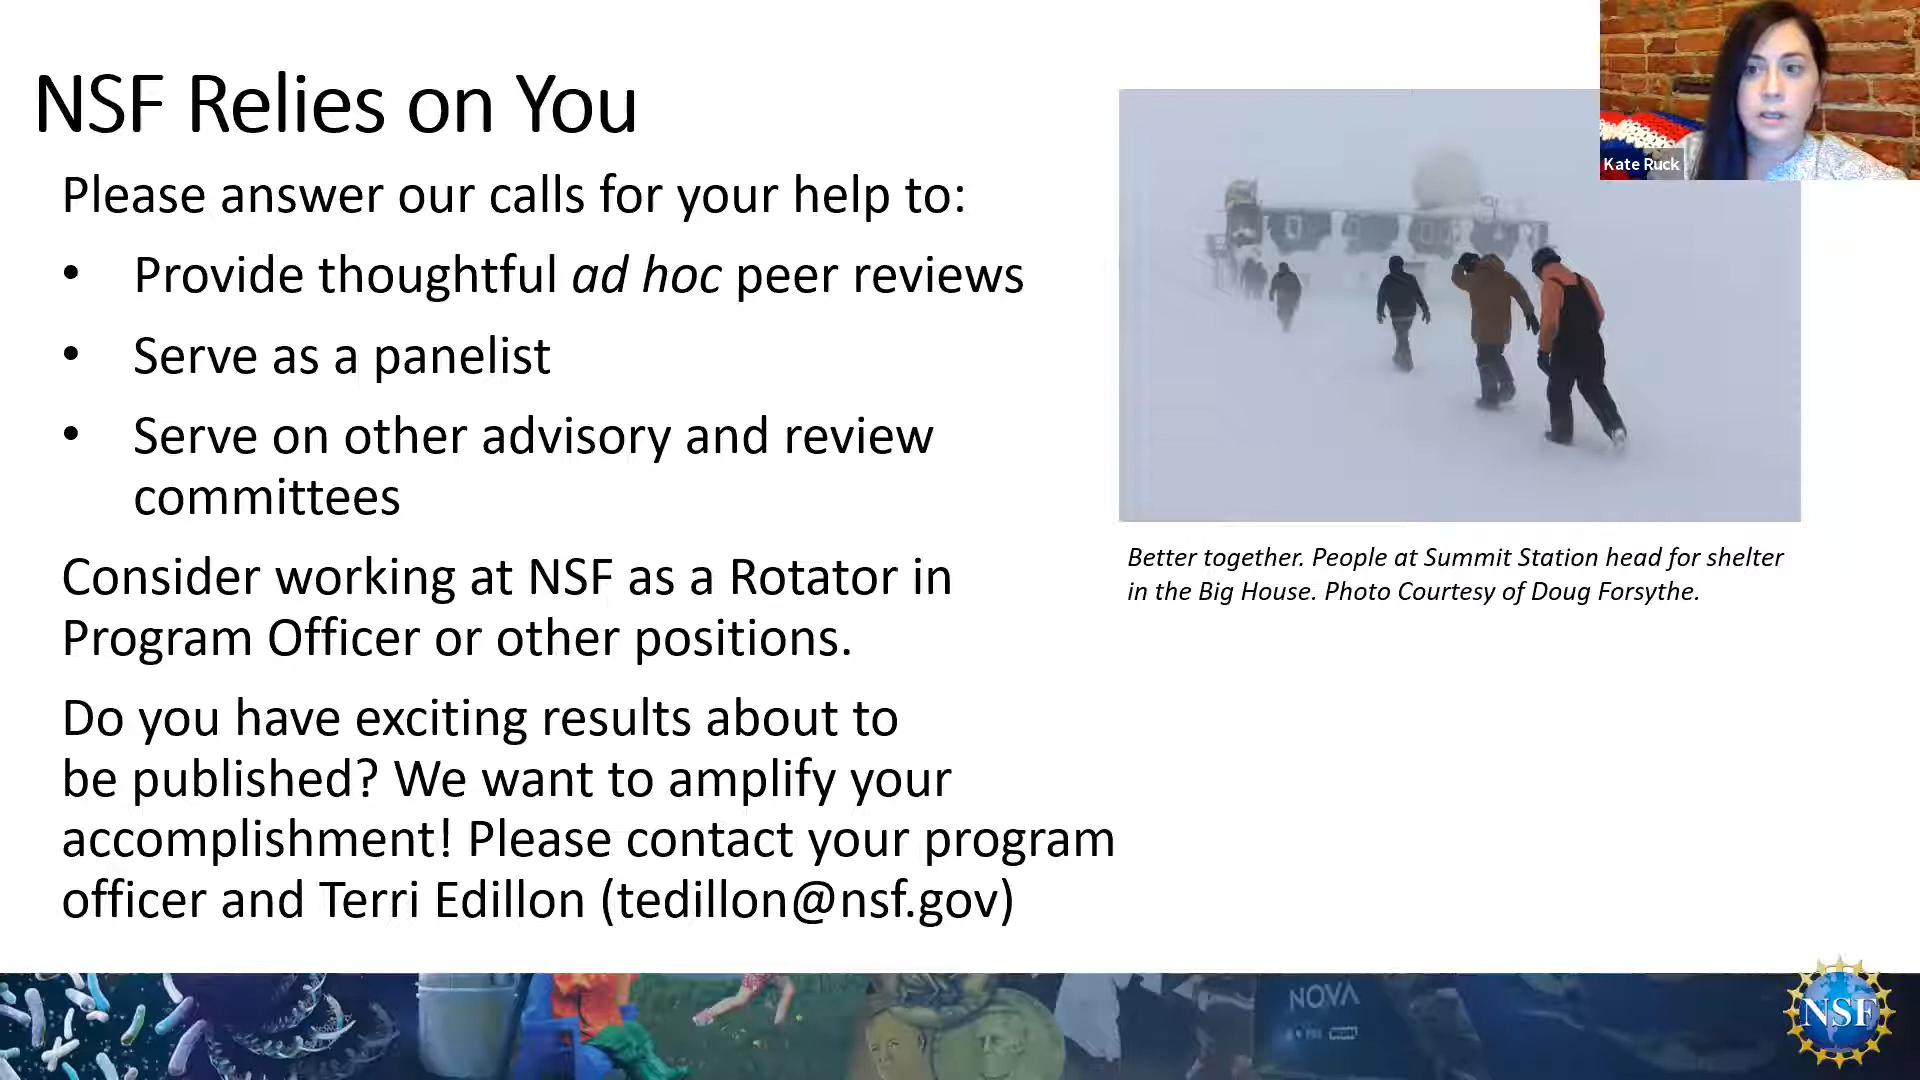 NSF Relies on You
Please answer our calls for your help to:
• Provide thoughtful ad hoc peer reviews
• Serve as a panelist
• Serve on other advisory and review
committees
Consider working at NSF as a Rotator in
Program Officer or other positions.
Do you have exciting results about to
be published? We want to amplify your
accomplishment! Please contact your program
officer and Terri Edillon (tedillon@nsf.gov)
Kate Ruck
Better together. People at Summit Station head for shelter
in the Big House. Photo Courtesy of Doug Forsythe.
NOVA
NSF